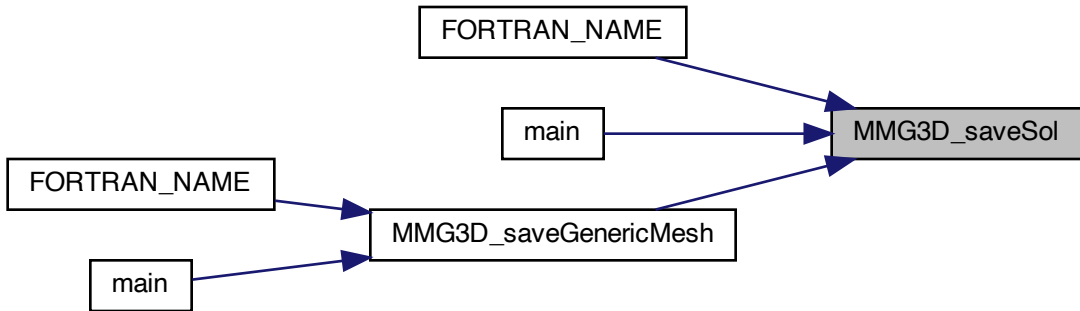 FORTRAN_NAME
main
MMG3D_saveSol
FORTRAN_NAME
MMG3D_saveGenericMesh
main